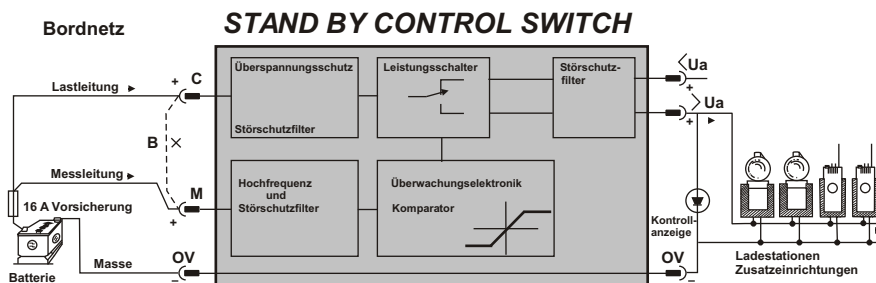 Bordnetz
STAND BY CONTROL SWITCH
Lastleitung
+ C
B
Messleitung
M
+
16 A Vorsicherung
Batterie
Masse
OV
–
Überspannungsschutz
Störschutzfilter
Leistungsschalter
Störschutz-
filter
Hochfrequenz
und
Störschutzfilter
Überwachungselektronik
Komparator
Ua
+
Ua
+
Kontroll-
anzeige
OV
–
Ladestationen
Zusatzeinrichtungen